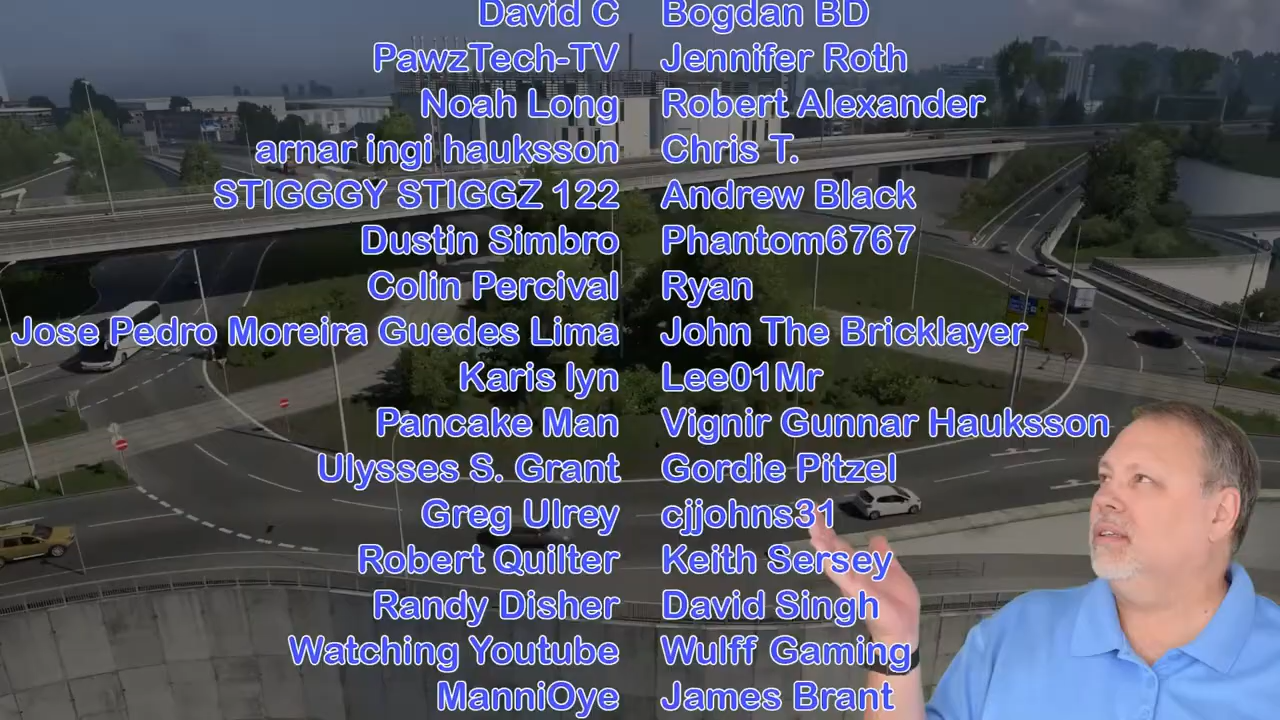 David C Bogdan BD
PawzTech-TV Jennifer Roth
Noah Long Robert Alexander
arnar ingi hauksson Chris T.
STIGGGY STIGGZ 122 Andrew Black
Dustin Simbro Phantom6767
Colin Percival Ryan
Jose Pedro Moreira Guedes Lima John The Bricklayer
Karis lyn Lee01Mr
Pancake Man Vignir Gunnar Hauksson
Ulysses S. Grant Gordie Pitzel
Greg Ulrey cjjohns31
Robert Quilter Keith Sersey
Randy Disher David Singh
Watching Youtube Wulff Gaming
ManniOye James Brant